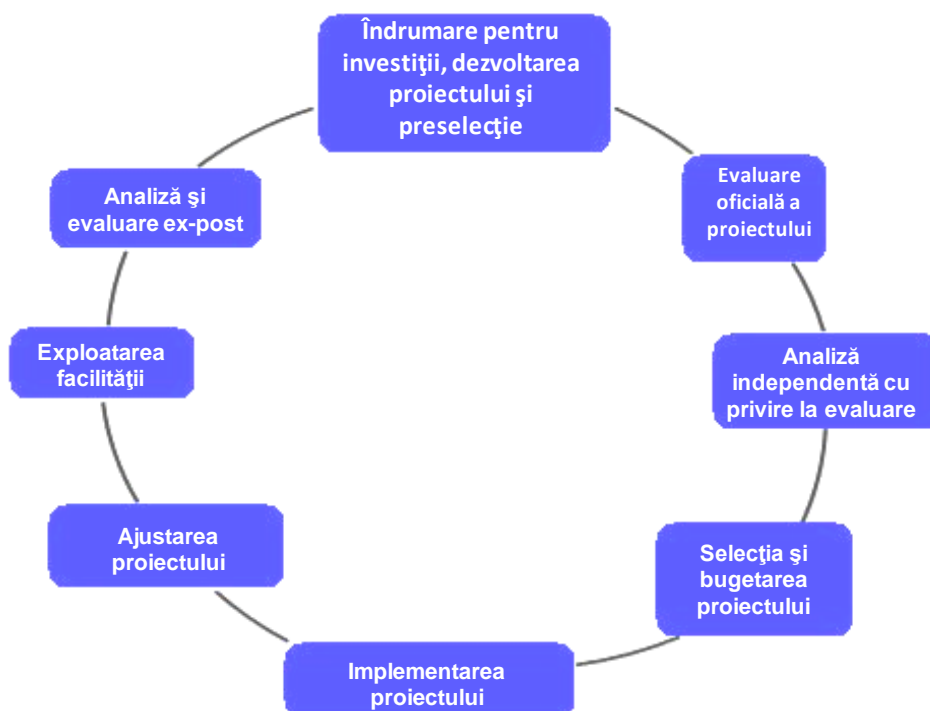 Îndrumare pentru
investiţii, dezvoltarea
proiectului şi
preselecţie
Evaluare
oficială a
proiectului
Analiză
independentă cu
privire la evaluare
Selecţia şi
bugetarea
proiectului
Implementarea
proiectului
Ajustarea
proiectului
Exploatarea
facilităţii
Analiză şi
evaluare ex-post